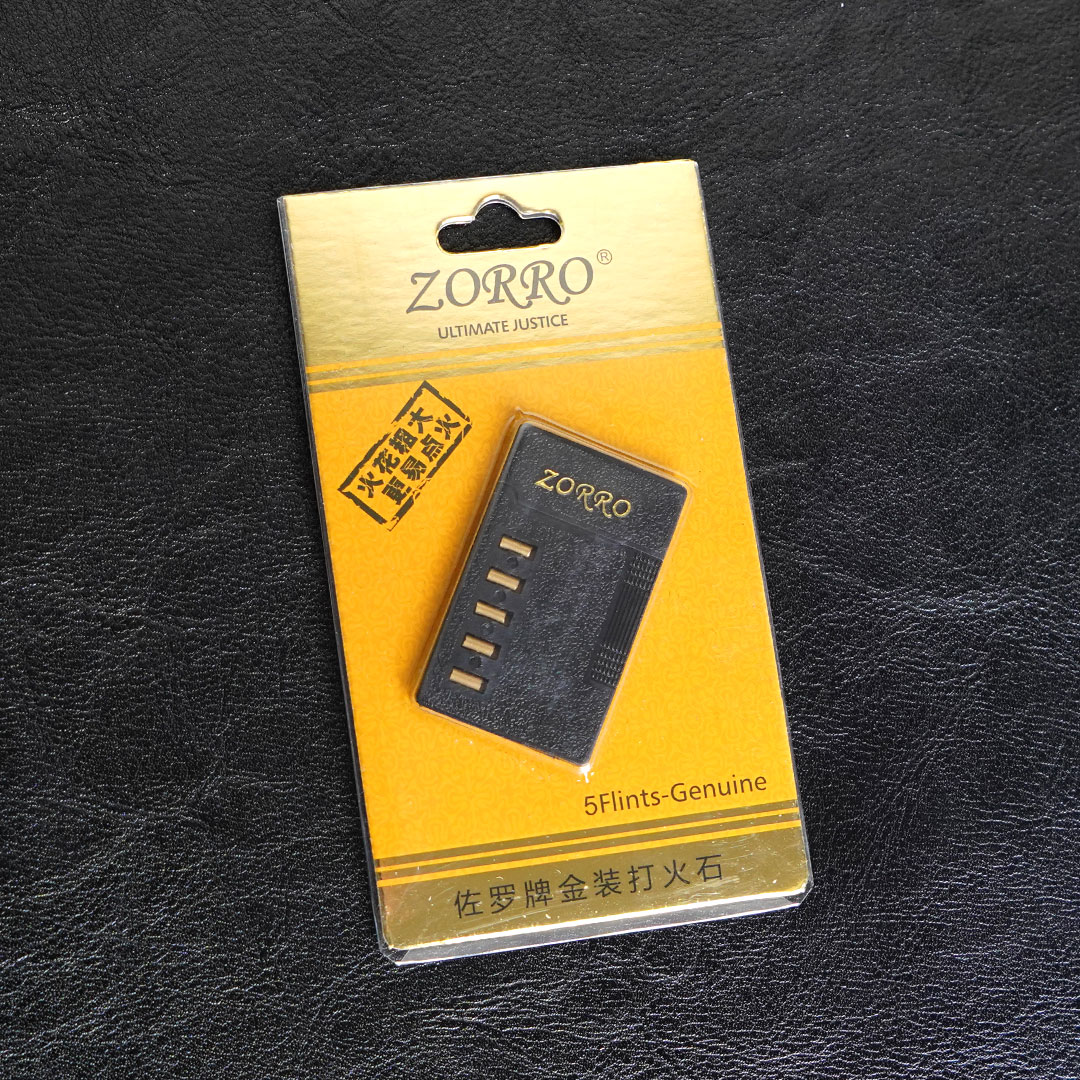 ZORRO®
ULTIMATE JUSTICE
火花粗大
更易点火
ZORRO
5Flints-Genuine
佐罗牌金装打火石